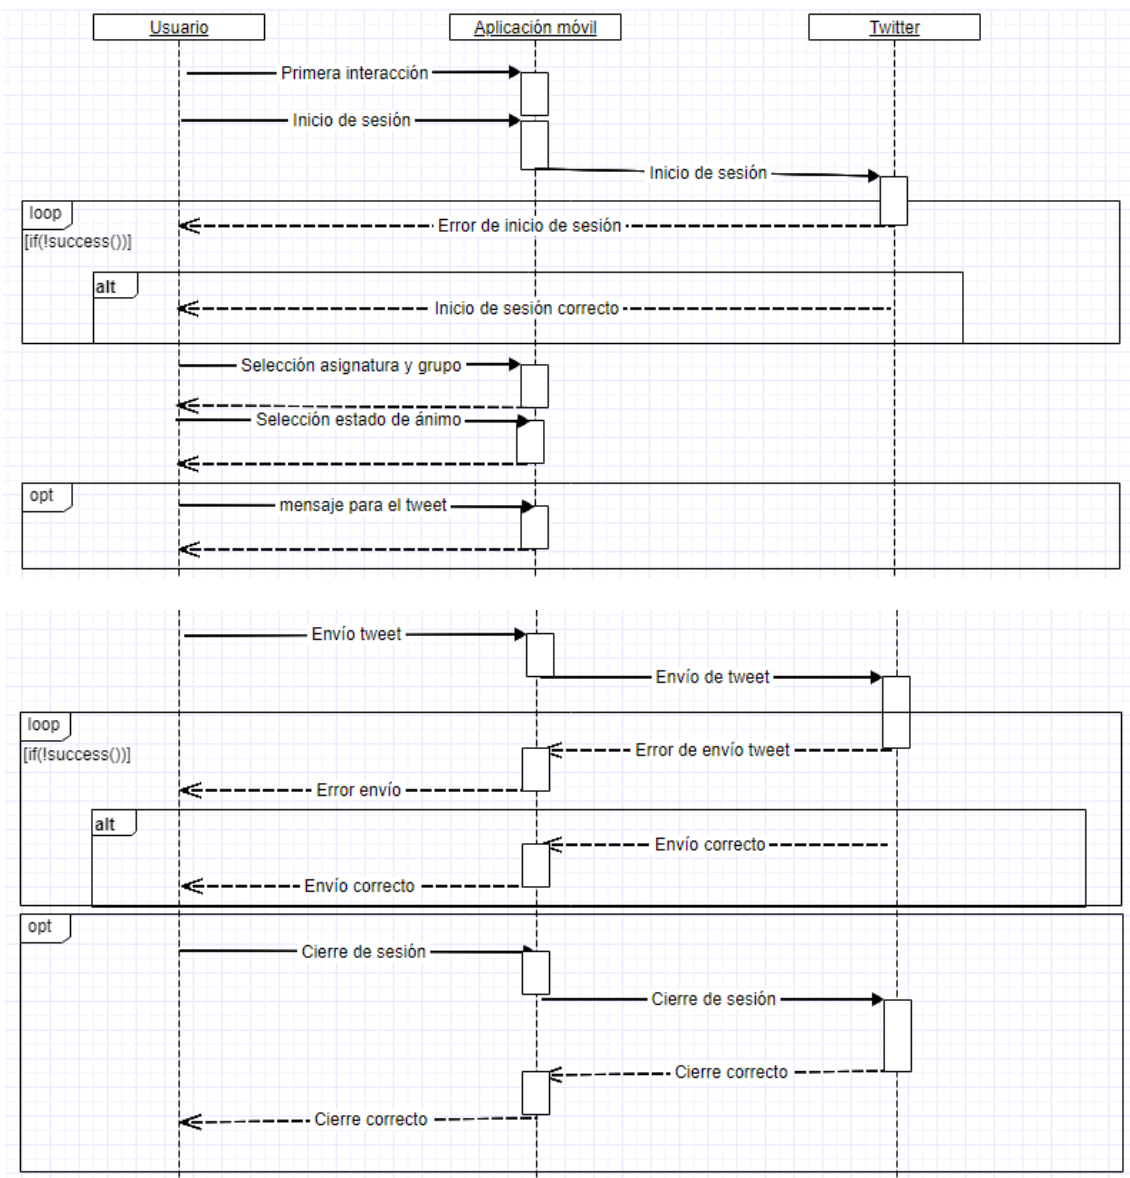 Usuario
Aplicación móvil
Twitter
Primera interacción
Inicio de sesión
Inicio de sesión
loop
[if(!success())]
Error de inicio de sesión
alt
Inicio de sesión correcto
Selección asignatura y grupo
Selección estado de ánimo
opt
mensaje para el tweet
Envío tweet
Envío de tweet
loop
[if(!success())]
Error de envío tweet
Error envío
alt
Envío correcto
Envío correcto
opt
Cierre de sesión
Cierre de sesión
Cierre correcto
Cierre correcto